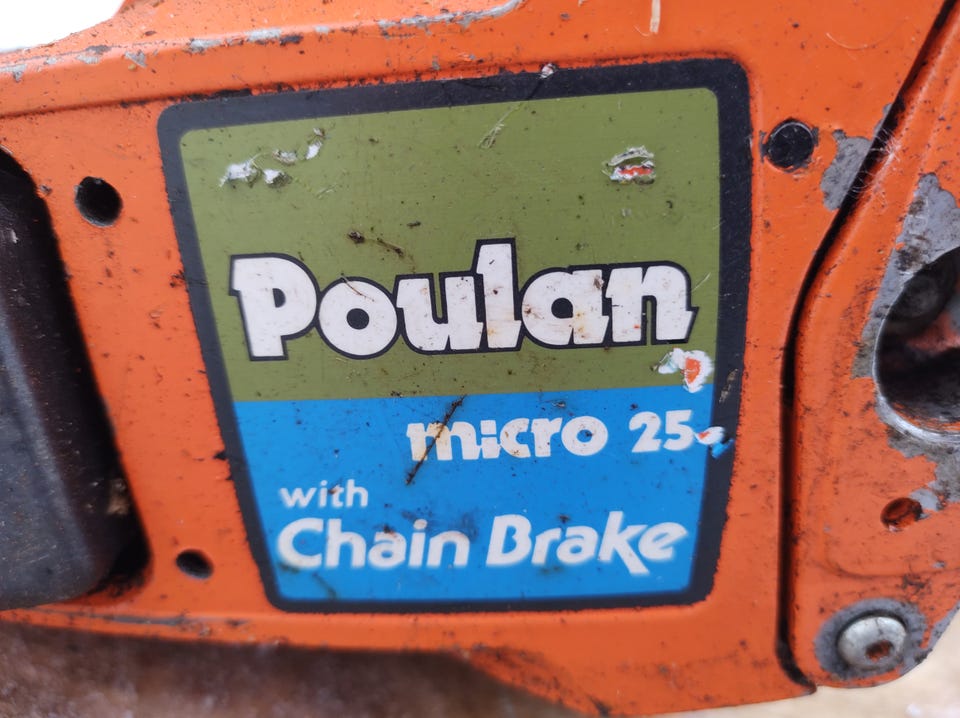 Poulan
micro 25
with
Chain Brake